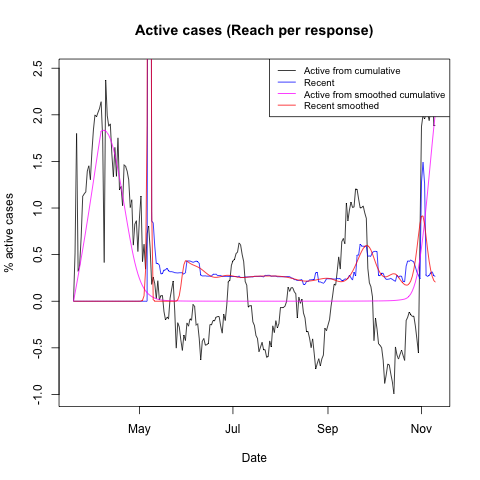 Active cases (Reach per response)
Active from cumulative
Recent
Active from smoothed cumulative
Recent smoothed
% active cases
2.5
2.0
1.5
1.0
0.5
0.0
-0.5
-1.0
May Jul Sep Nov
Date